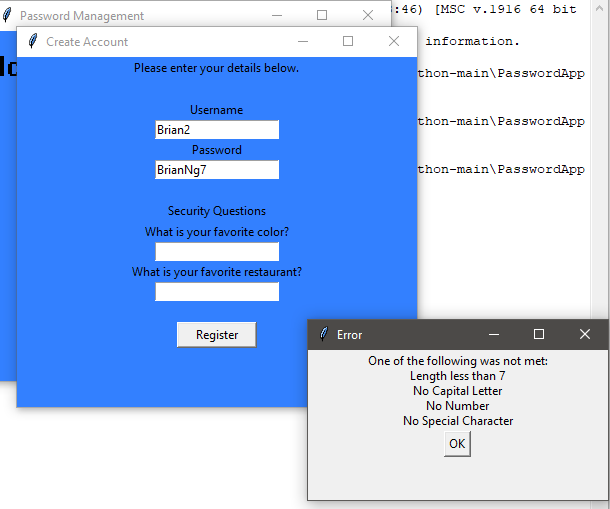 Password Management
:46) [MSC v.1916 64 bit
Create Account
information.
Please enter your details below.
thon-main\PasswordApp
Username
Brian2
thon-main\PasswordApp
Password
BrianNg7
thon-main\PasswordApp
Security Questions
What is your favorite color?
What is your favorite restaurant?
Register
Error
One of the following was not met:
Length less than 7
No Capital Letter
No Number
No Special Character
OK